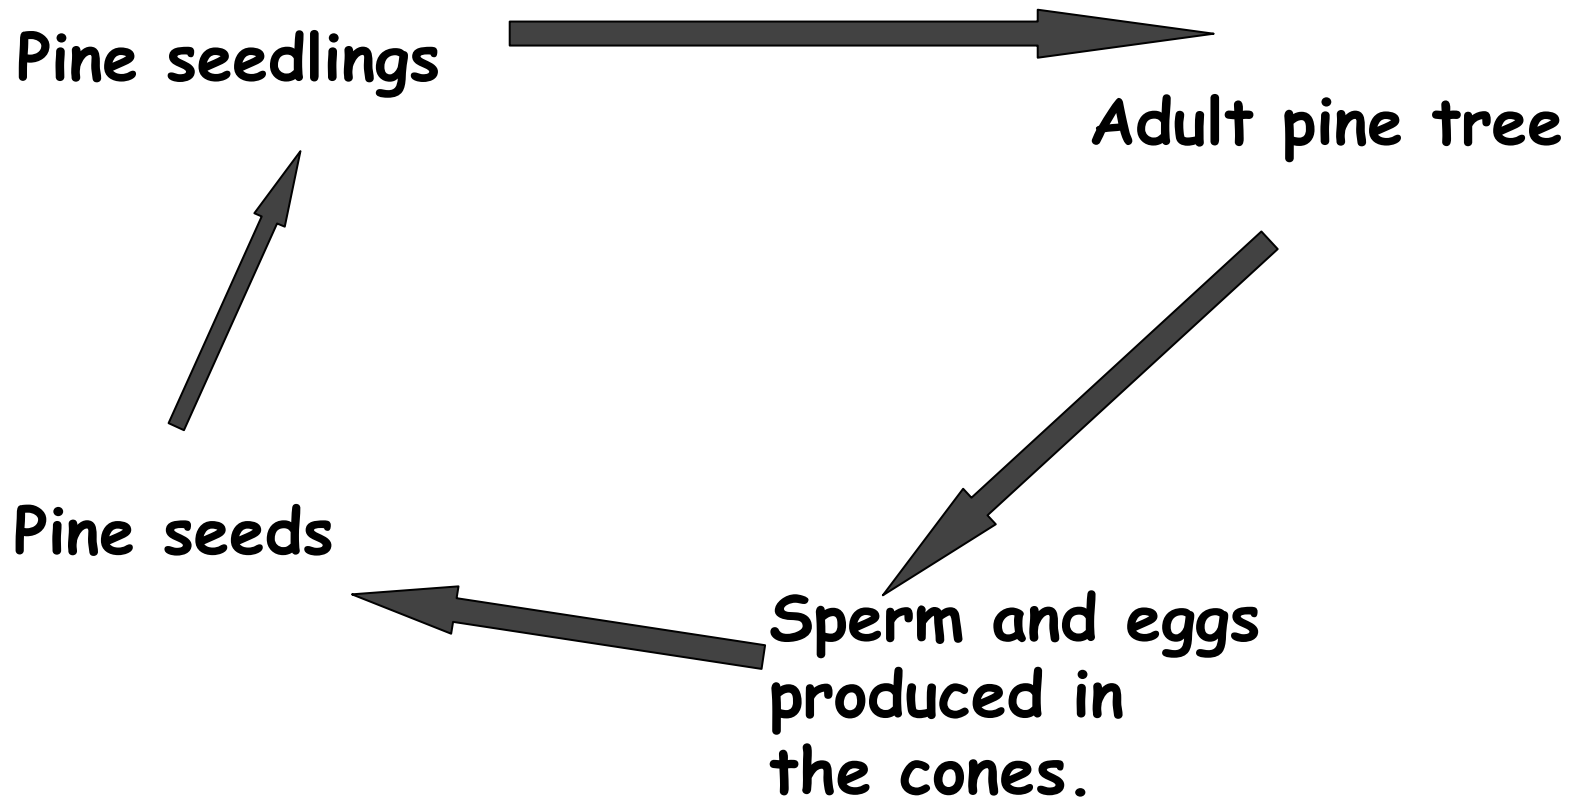 Pine seedlings
Adult pine tree
Pine seeds
Sperm and eggs
produced in
the cones.